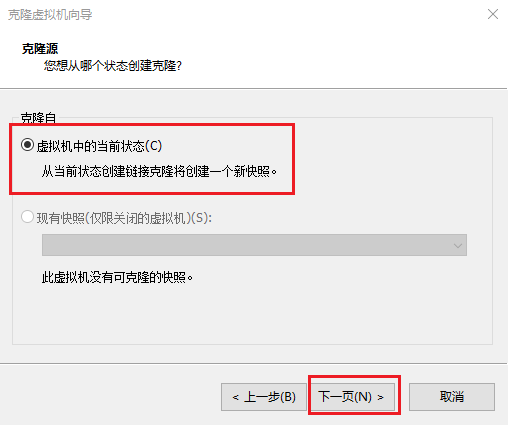 克隆虚拟机向导
克隆源
您想从哪个状态创建克隆?
克隆自
虚拟机中的当前状态(C)
从当前状态创建链接克隆将创建一个新快照。
现有快照(仅限关闭的虚拟机)(S):
此虚拟机没有可克隆的快照。
< 上一步(B) 下一页(N) > 取消